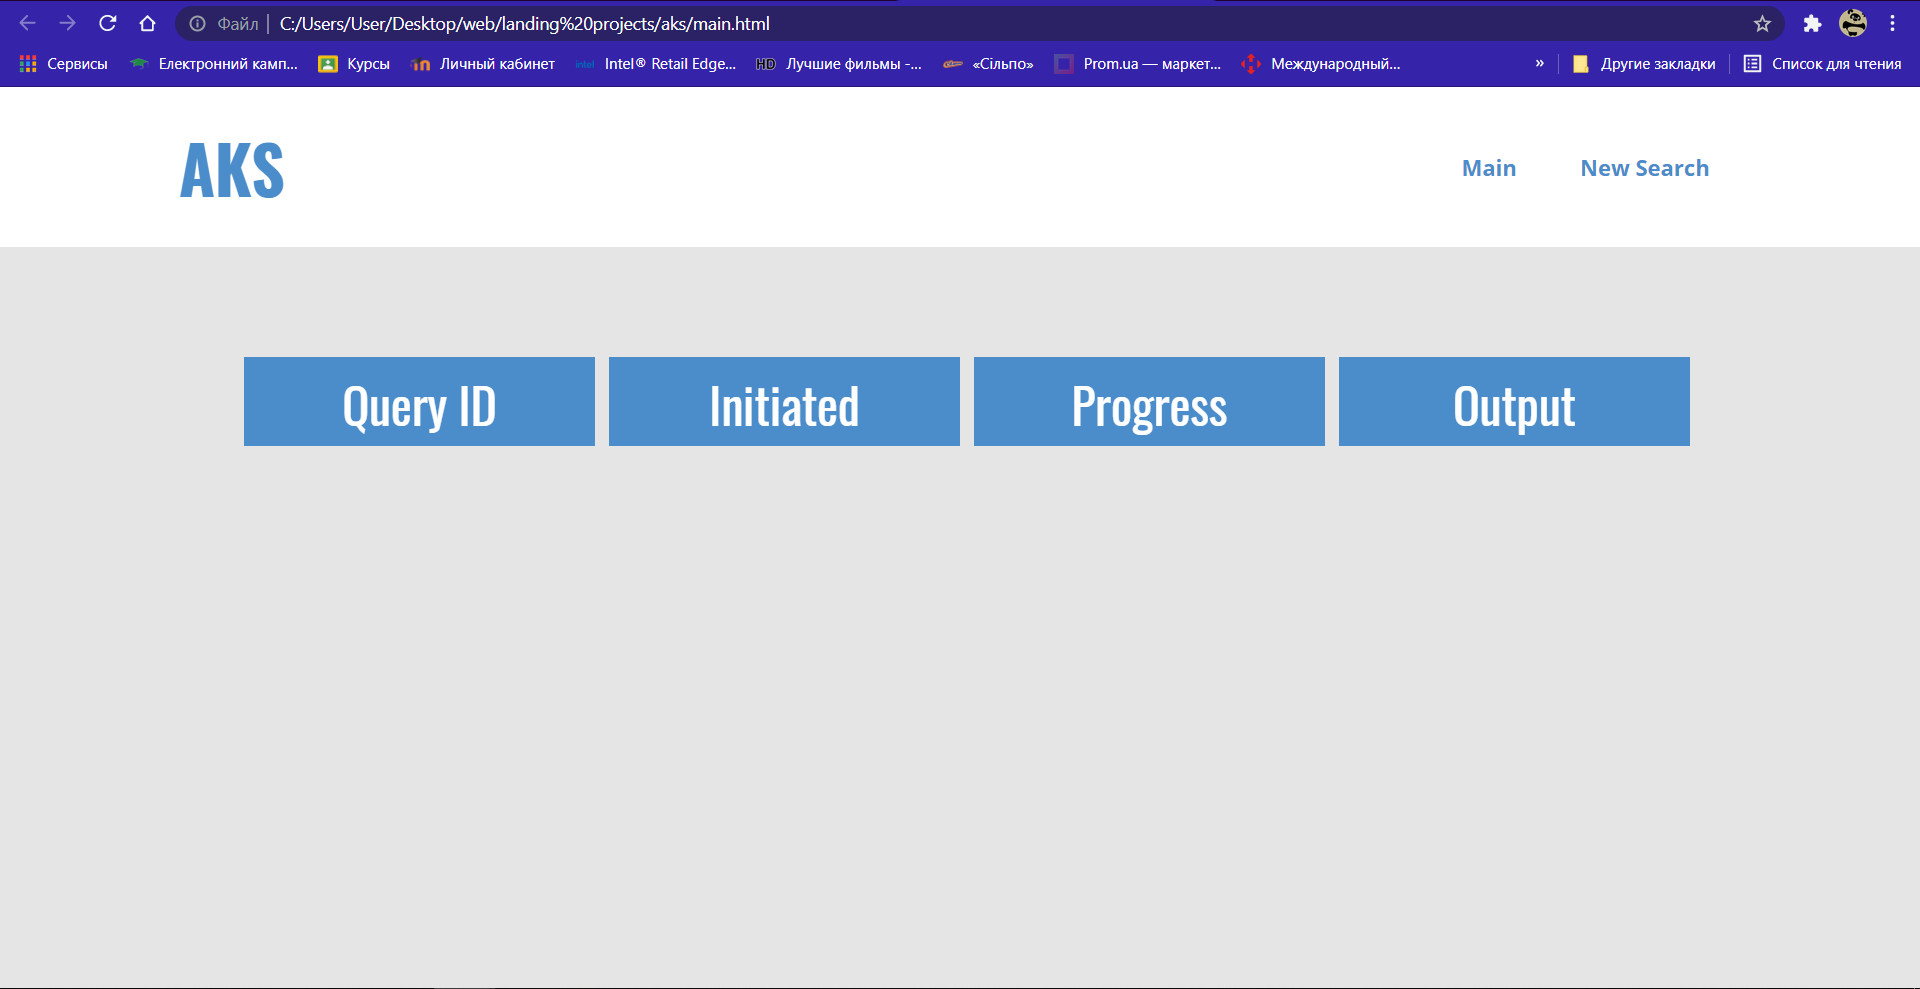 Файл | C:/Users/User/Desktop/web/landing%20projects/aks/main.html
Сервисы Електронний камп... Курсы Личный кабинет intel Intel® Retail Edge... HD Лучшие фильмы -... «Сільпо» Prom.ua — маркет... Международный... » Другие закладки Список для чтения
AKS Main New Search
Query ID Initiated Progress Output